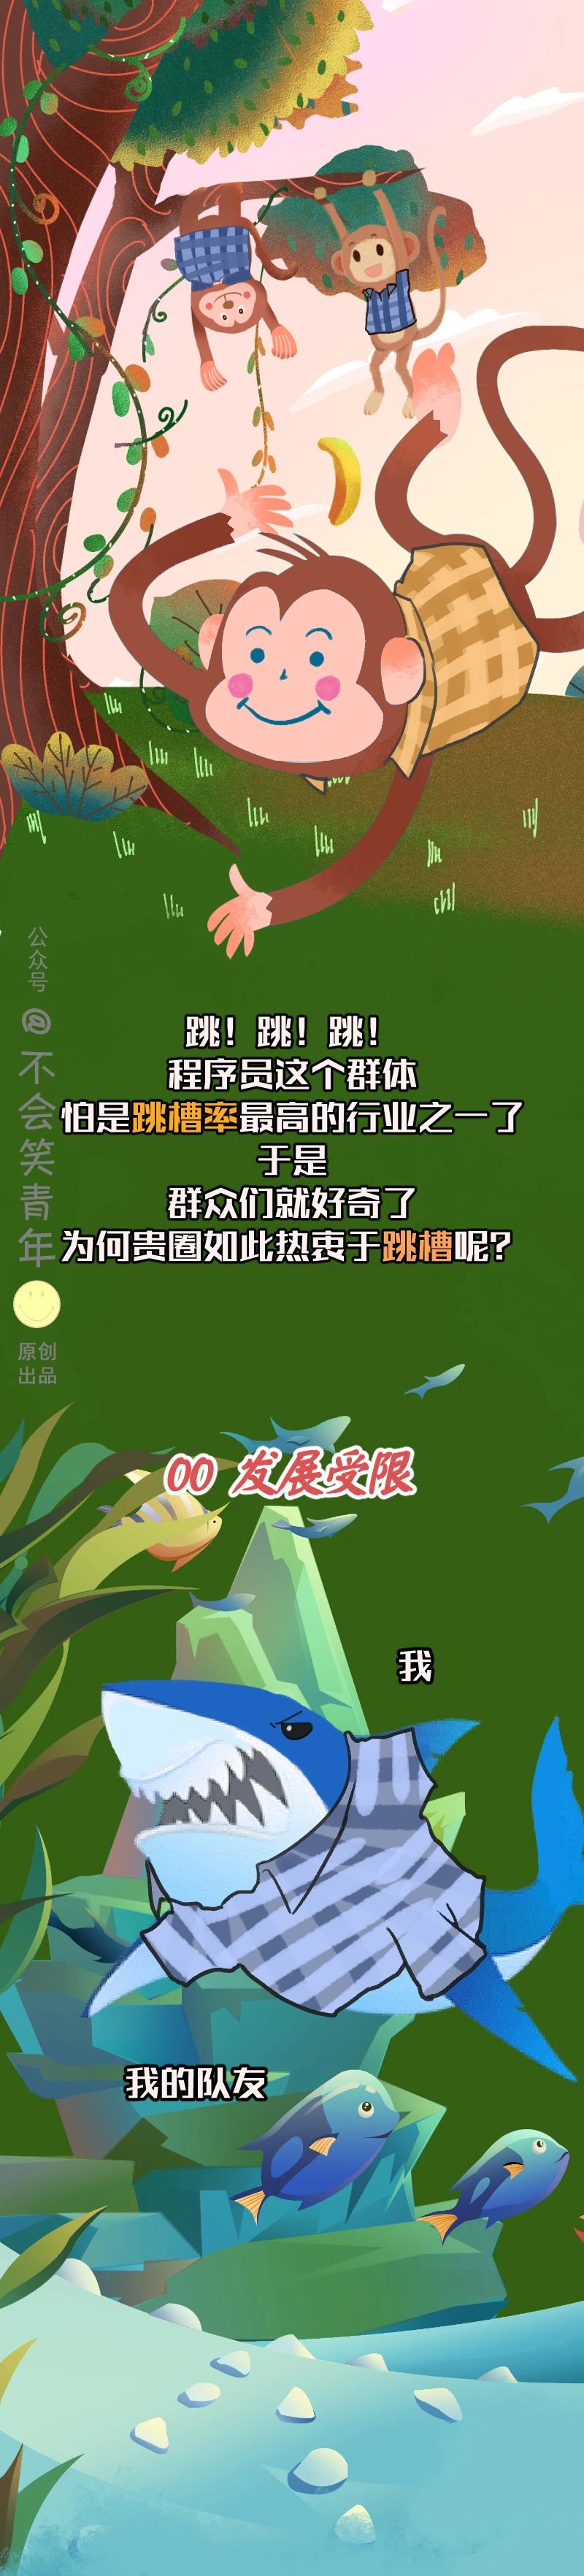 跳！跳！跳！
程序员这个群体
怕是跳槽率最高的行业之一了
于是
群众们就好奇了
为何贵圈如此热衷于跳槽呢？
公众号
@不会笑青年
原创
出品
00 发展受限
我
我的队友